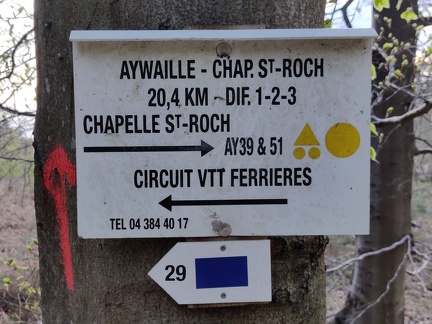 AYWAILLE - CHAP. ST-ROCH
20,4 KM - DIF. 1-2-3
CHAPELLE ST-ROCH
AY39 & 51
CIRCUIT VTT FERRIERES
TEL 04 384 40 17
29